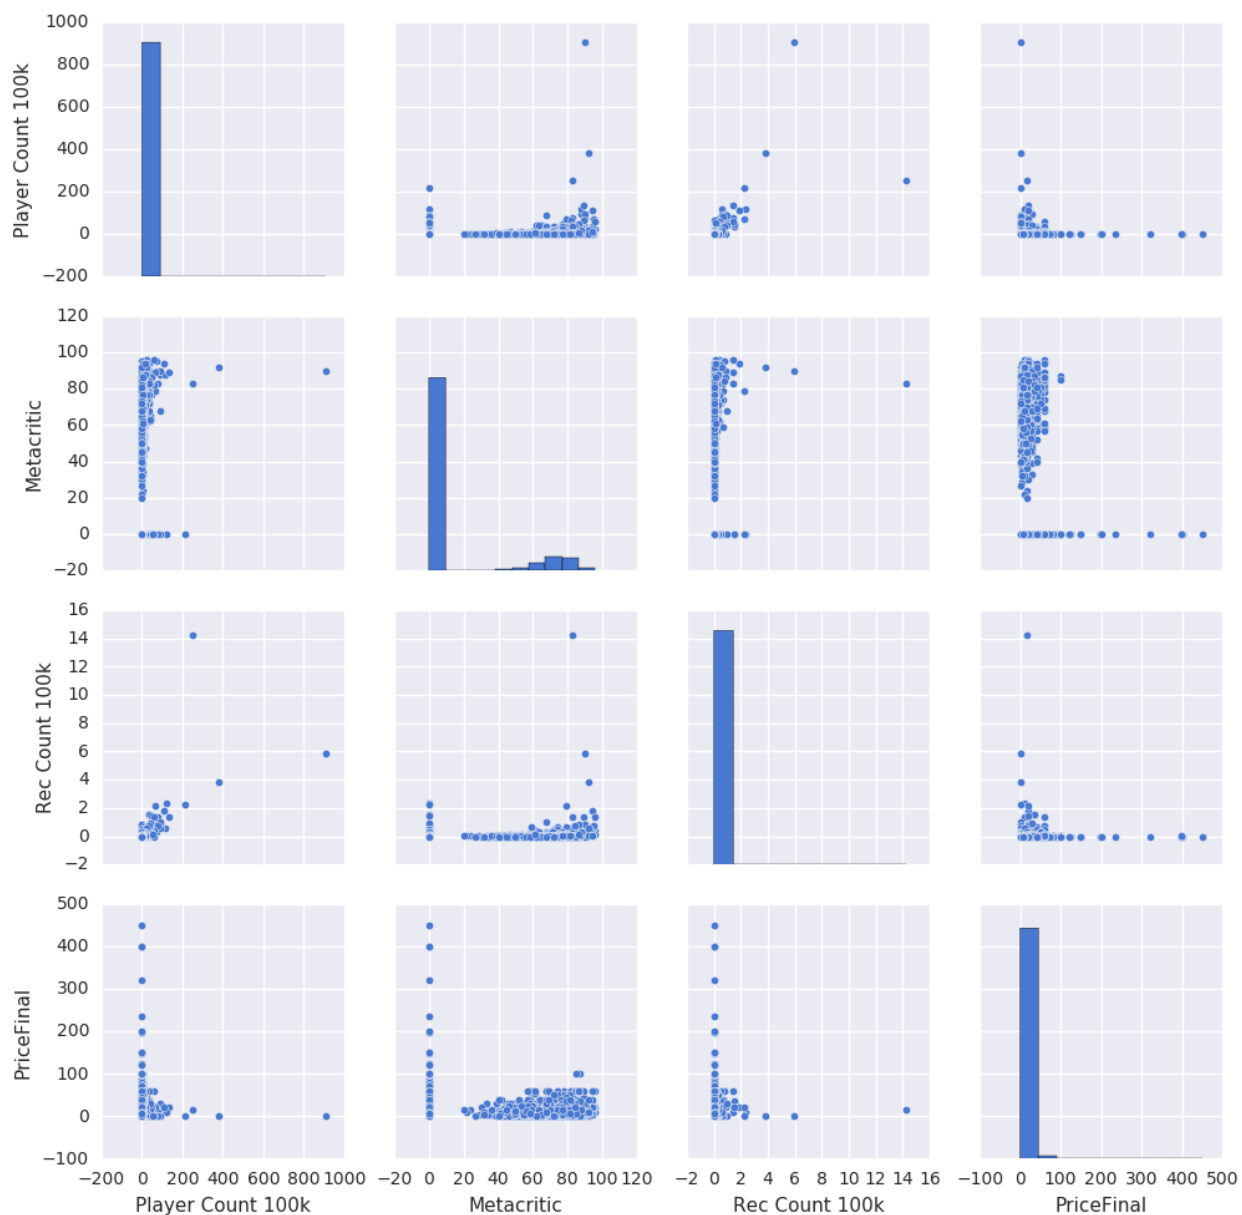 1000
800
600
400
200
0
−200
Player Count 100k
120
100
80
60
40
20
0
−20
Metacritic
16
14
12
10
8
6
4
2
0
−2
Rec Count 100k
500
400
300
200
100
0
−100
PriceFinal
−200 0 200 400 600 800 1000
Player Count 100k
−20 0 20 40 60 80 100 120
Metacritic
−2 0 2 4 6 8 10 12 14 16
Rec Count 100k
−100 0 100 200 300 400 500
PriceFinal